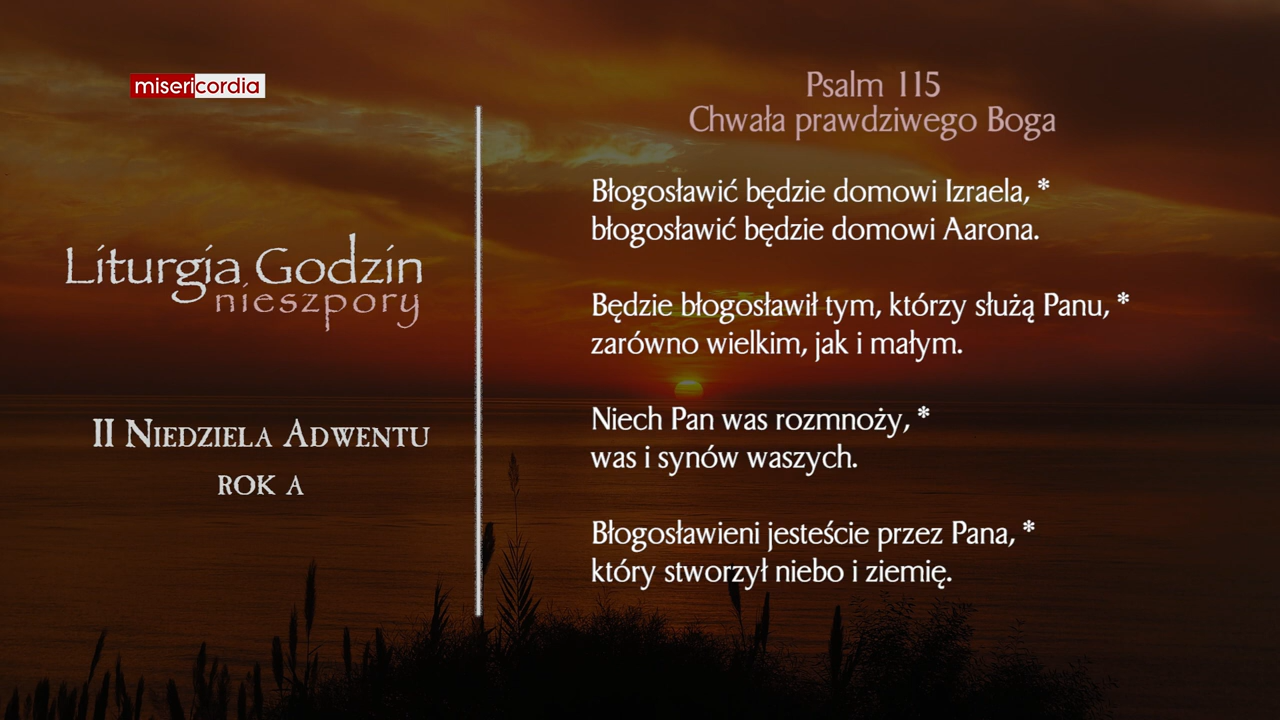 misericordia
Liturgia Godzin
nieszpory
II Niedziela Adwentu
rok a
Psalm 115
Chwała prawdziwego Boga
Błogosławić będzie domowi Izraela, *
błogosławić będzie domowi Aarona.
Będzie błogosławił tym, którzy służą Panu, *
zarówno wielkim, jak i małym.
Niech Pan was rozmnoży, *
was i synów waszych.
Błogosławieni jesteście przez Pana, *
który stworzył niebo i ziemię.